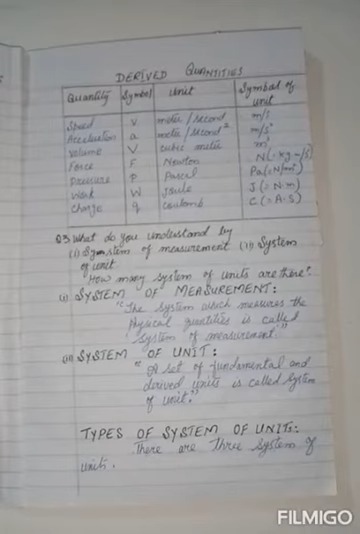 DERIVED QUANTITIES
Quantity Symbol Unit Symbol of unit
Speed V meter/second m/s
Acceleration a meter/second² m/s²
Volume V cubic meter m³
Force F Newton N(: kg-m/s²)
Pressure P Pascal Pa(=N/m²)
Work W Joule J (=N.m)
Charge q coulomb C (=A.S)
Q3. What do you understand by
(i) System of measurement (ii) System
of unit
"How many system of units are there".
(i) SYSTEM OF MEASUREMENT:
"The system which measures the
physical quantities is called
system of measurement."
(ii) SYSTEM OF UNIT:
"A set of fundamental and
derived units is called system
of unit."
TYPES OF SYSTEM OF UNITS:
There are three system of
units.
FILMIGO